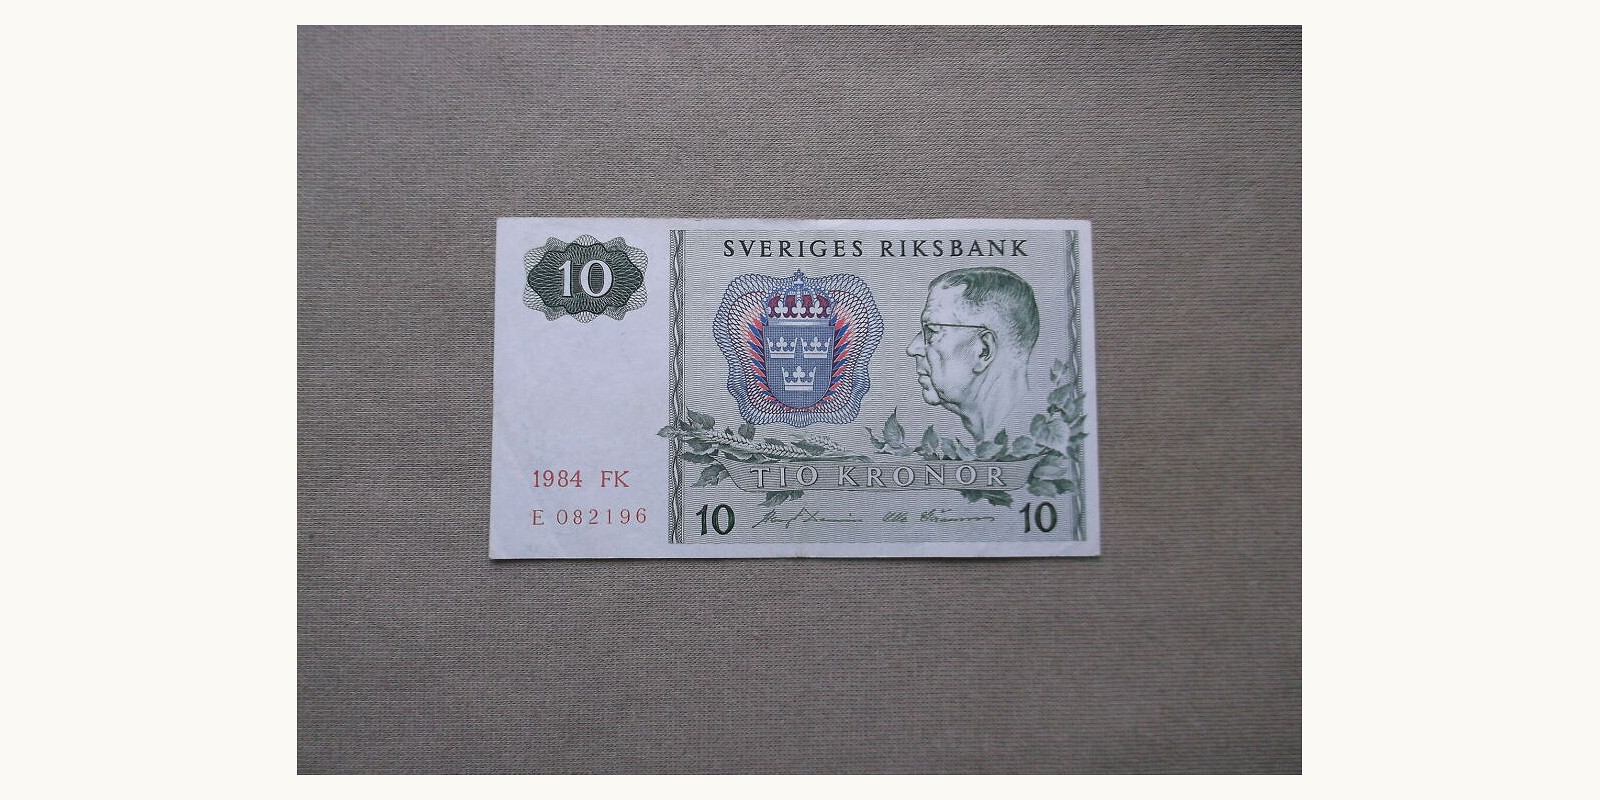 10
SVERIGES RIKSBANK
TIO KRONOR
1984 FK
E 082196
10 10